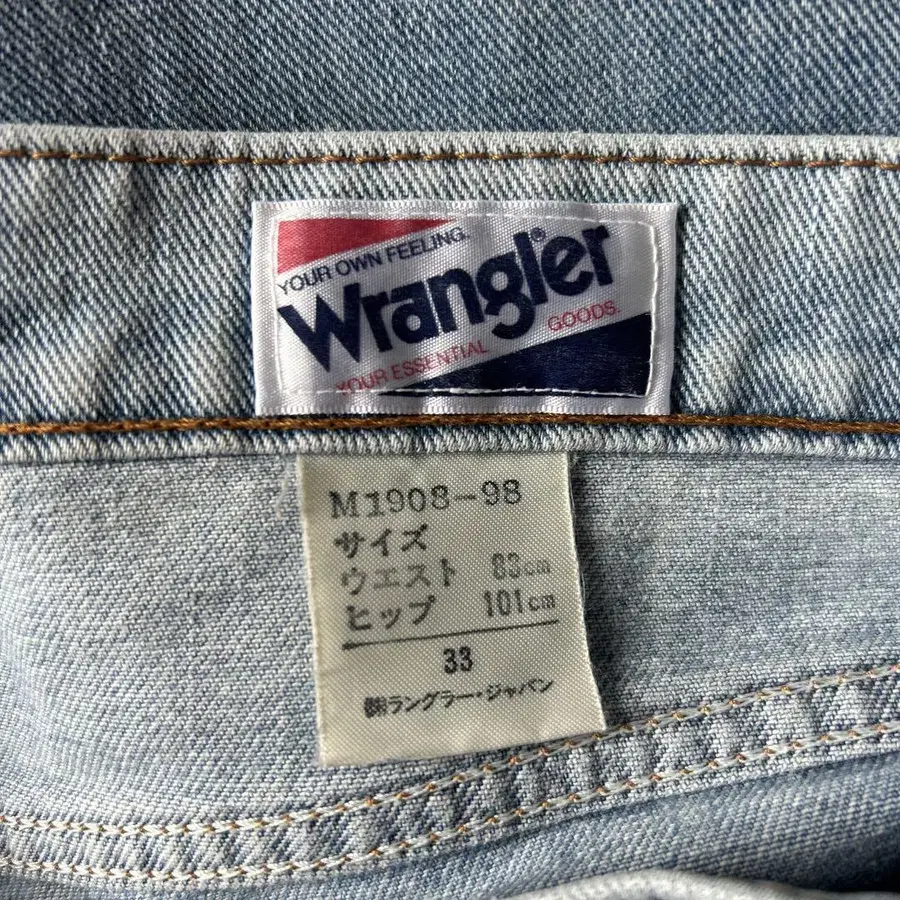 YOUR OWN FEELING.
Wrangler®
YOUR ESSENTIAL GOODS.
M1908-98
サイズ
ウエスト 83cm
ヒップ 101cm
33
㈱ラングラー・ジャパン